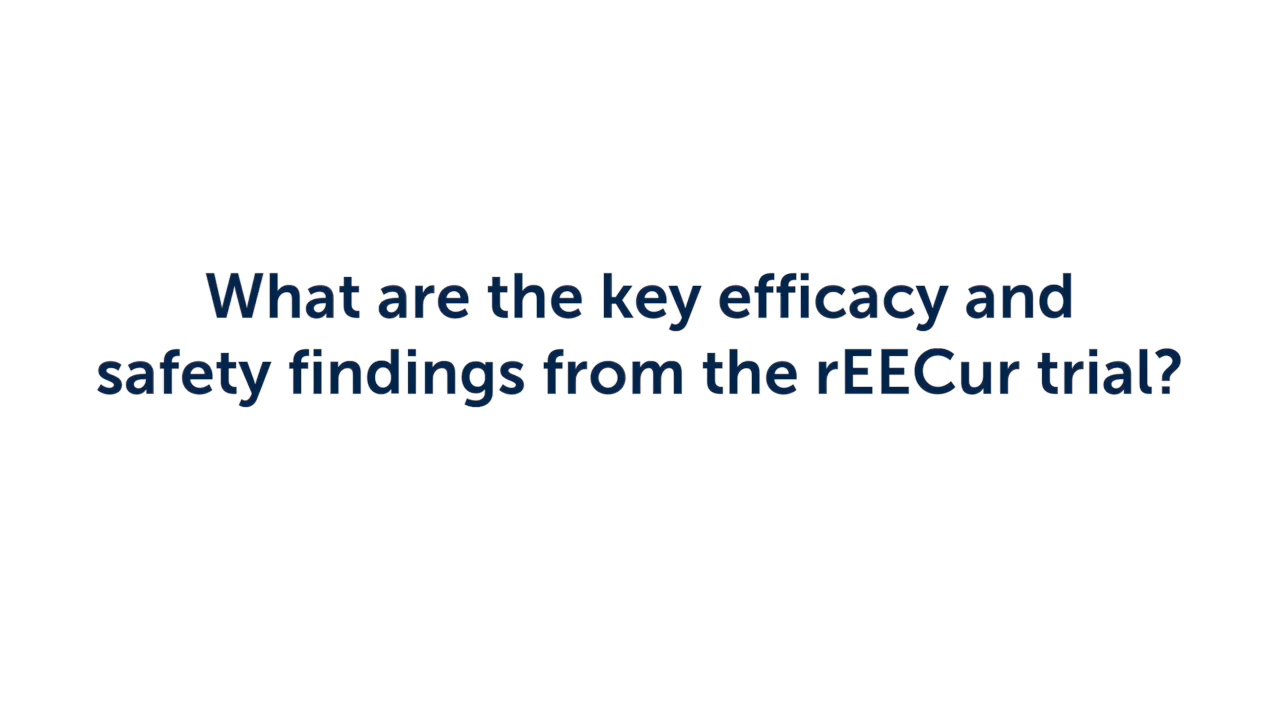 What are the key efficacy and
safety findings from the rEECur trial?